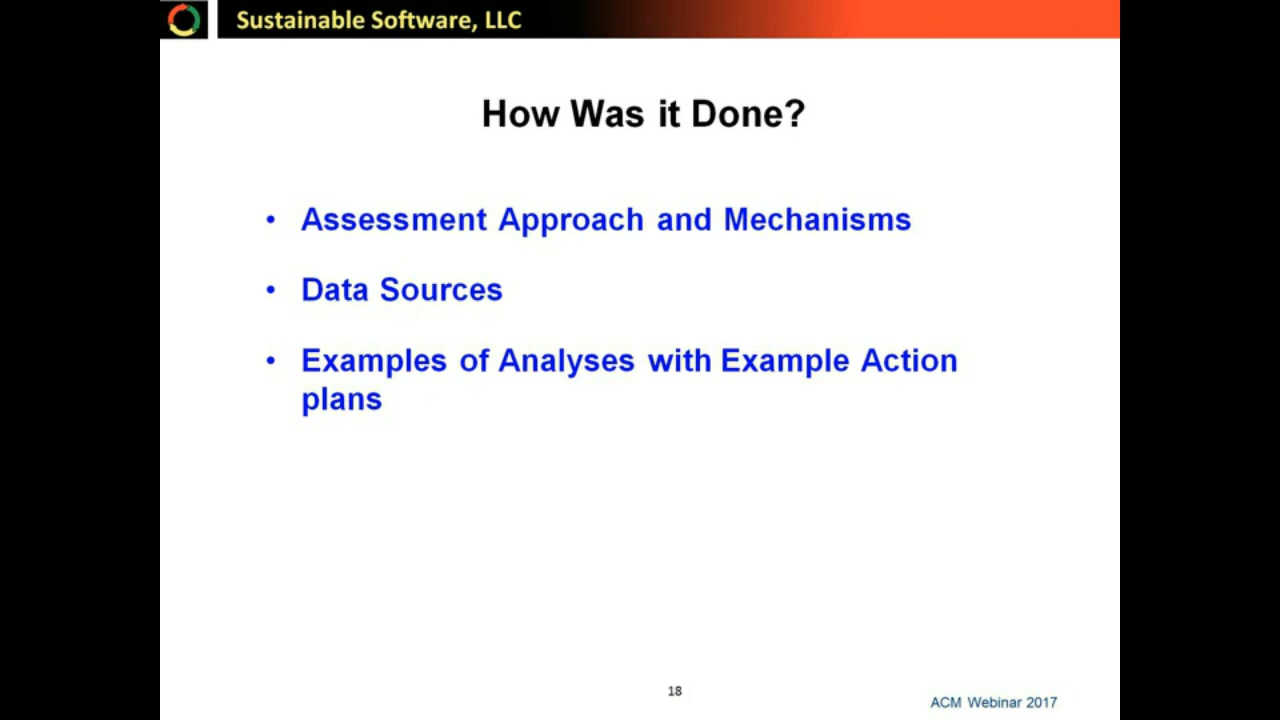 Sustainable Software, LLC
How Was it Done?
• Assessment Approach and Mechanisms
• Data Sources
• Examples of Analyses with Example Action
plans
18
ACM Webinar 2017